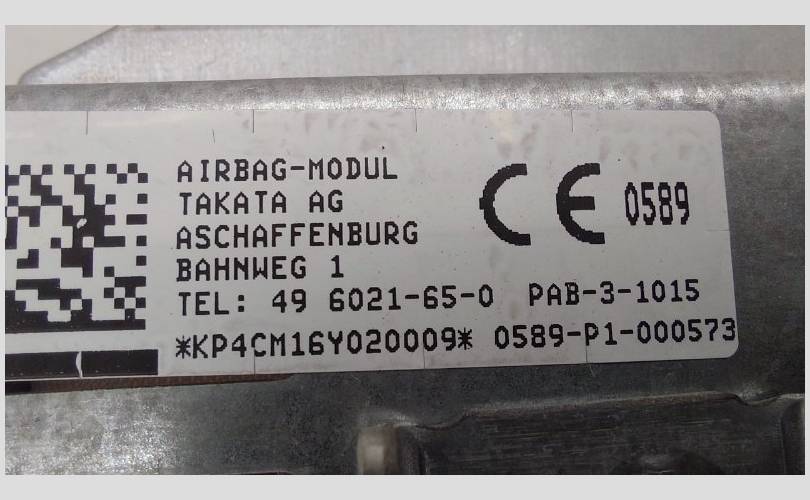 AIRBAG-MODUL
TAKATA AG
ASCHAFFENBURG
BAHNWEG 1
TEL: 49 6021-65-0 PAB-3-1015
*KP4CM16Y020009* 0589-P1-000573
CE 0589